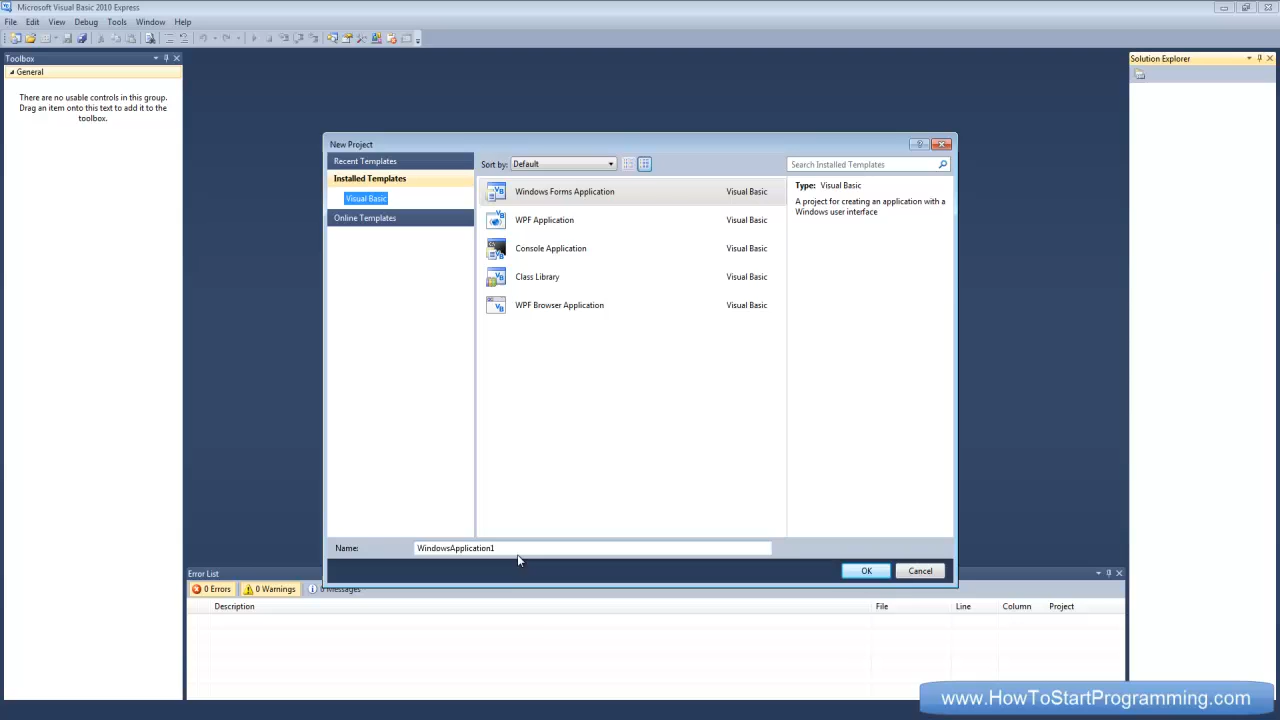 Microsoft Visual Basic 2010 Express
File Edit View Debug Tools Window Help
Toolbox
General
There are no usable controls in this group.
Drag an item onto this text to add it to the
toolbox.
Solution Explorer
New Project
Recent Templates
Installed Templates
Visual Basic
Online Templates
Sort by: Default
Search Installed Templates
Windows Forms Application Visual Basic
WPF Application Visual Basic
Console Application Visual Basic
Class Library Visual Basic
WPF Browser Application Visual Basic
Type: Visual Basic
A project for creating an application with a
Windows user interface
Name: WindowsApplication1
OK Cancel
Error List
0 Errors 0 Warnings 0 Messages
Description File Line Column Project
www.HowToStartProgramming.com